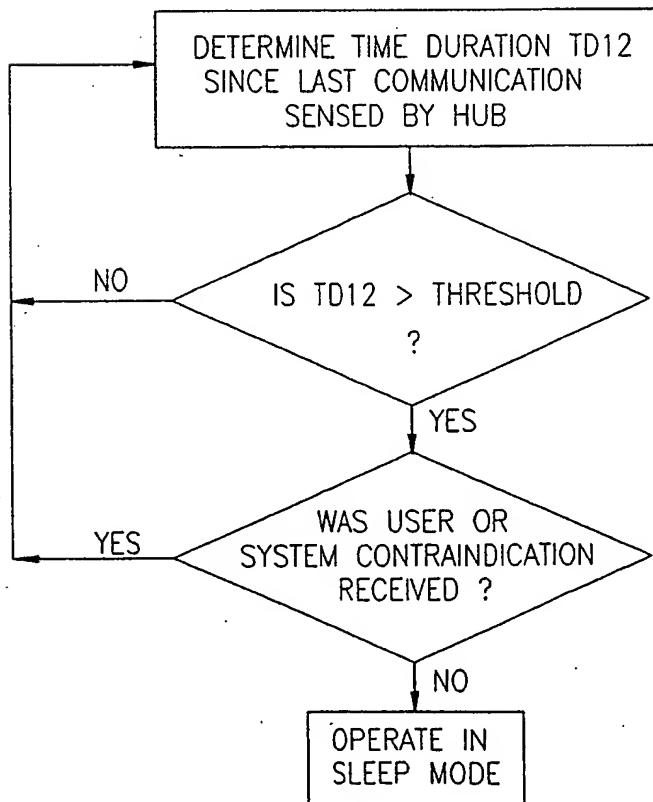 DETERMINE TIME DURATION TD12
SINCE LAST COMMUNICATION
SENSED BY HUB
NO
IS TD12 > THRESHOLD
?
YES
WAS USER OR
YES
SYSTEM CONTRAINDICATION
RECEIVED ?
NO
OPERATE IN
SLEEP MODE